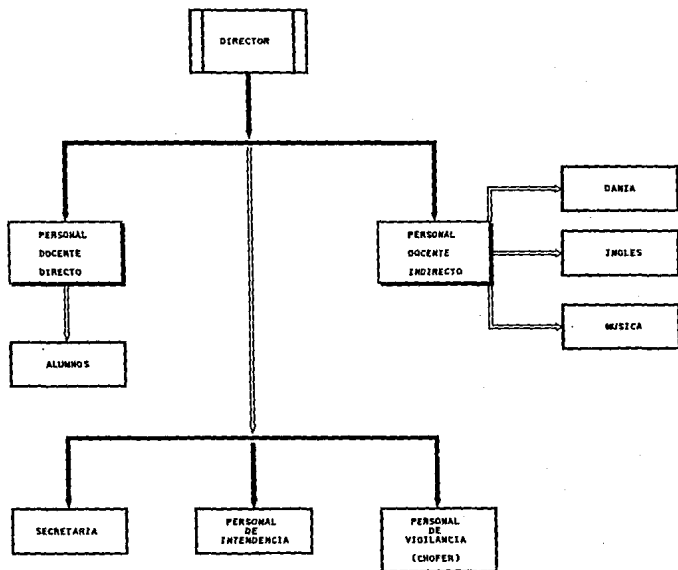 DIRECTOR
PERSONAL
DOCENTE
DIRECTO
PERSONAL
DOCENTE
INDIRECTO
DANZA
INGLES
MUSICA
ALUMNOS
SECRETARIA
PERSONAL
DE
INTENDENCIA
PERSONAL
DE
VIGILANCIA
(CHOFER)